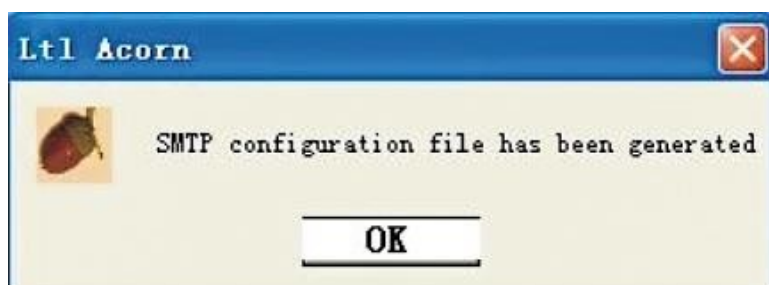 Ltl Acorn
SMTP configuration file has been generated
OK